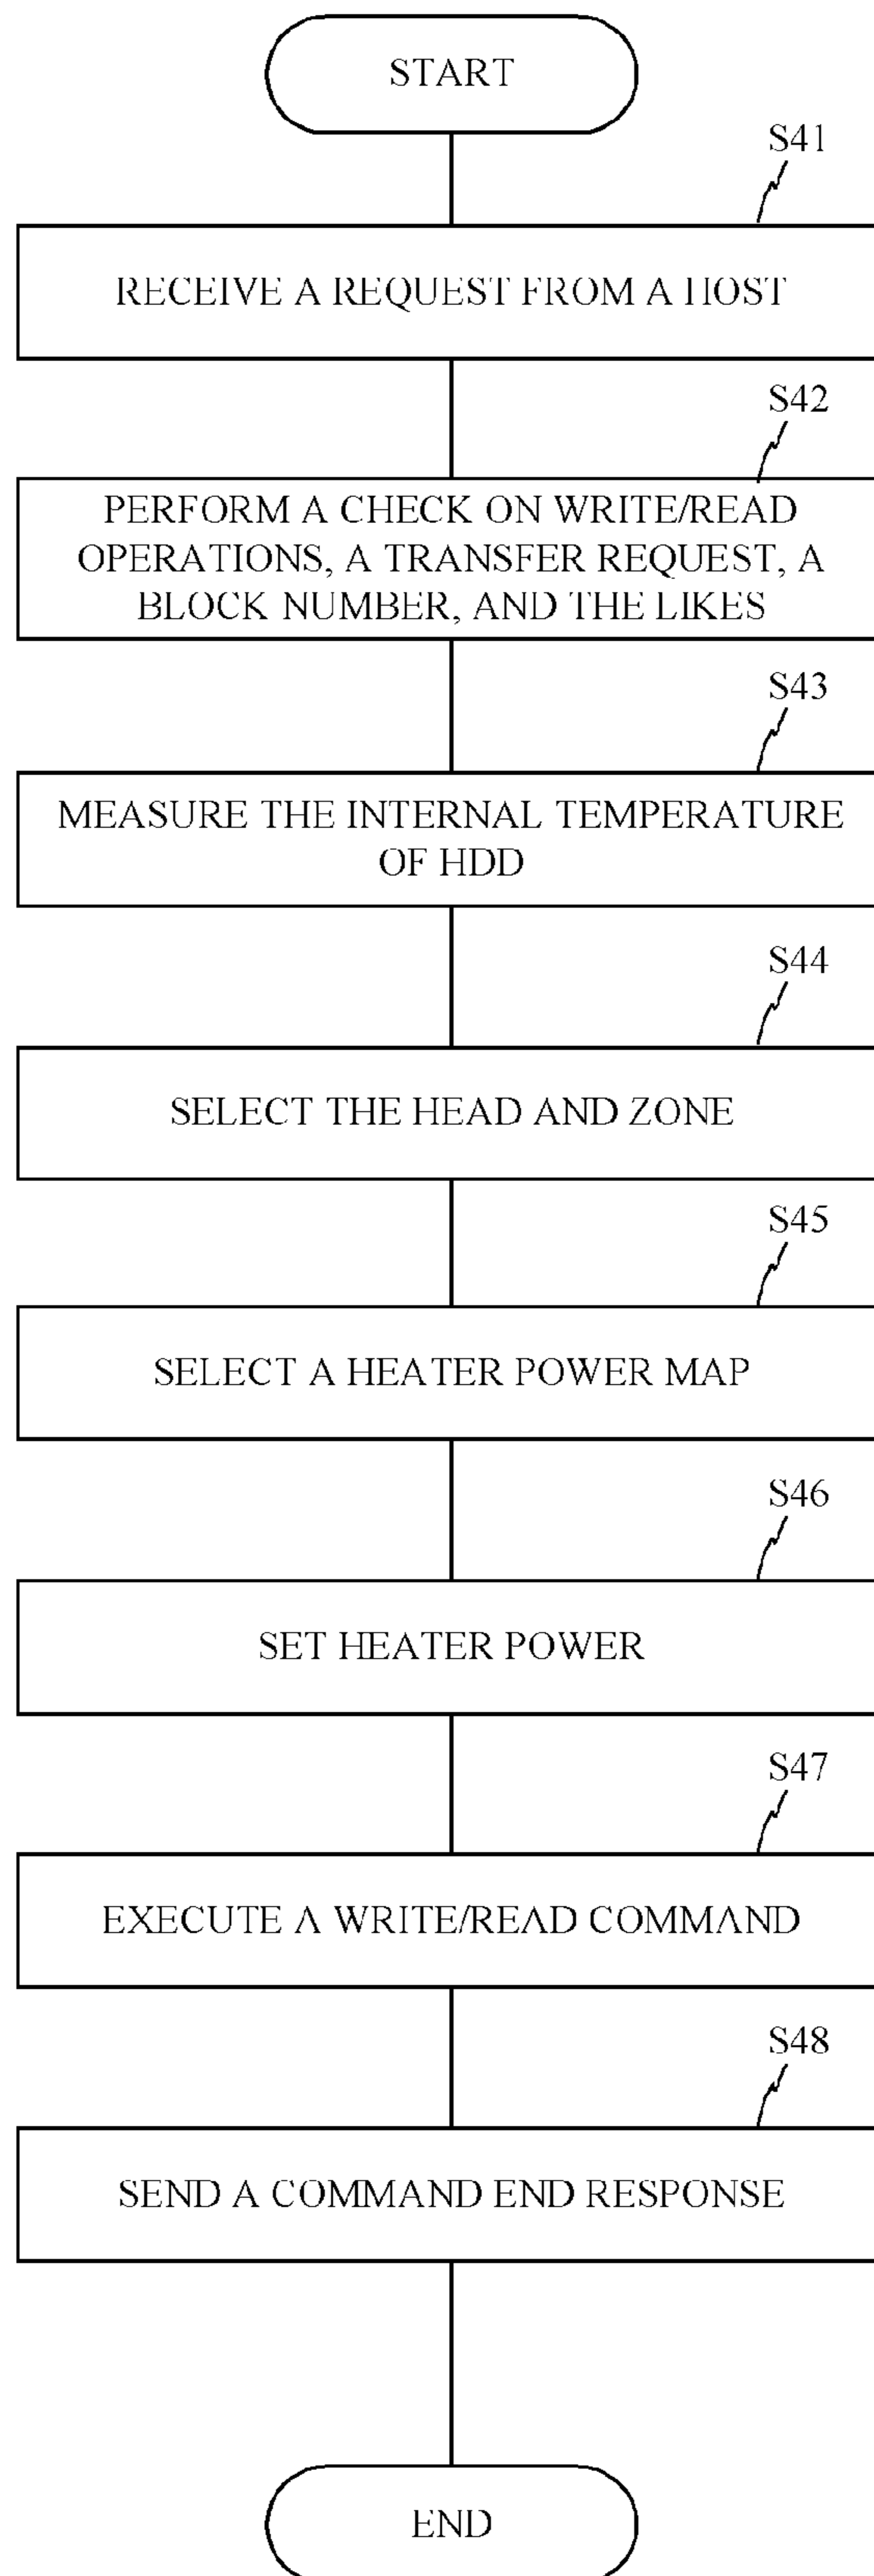 START
S41
RECEIVE A REQUEST FROM A HOST
S42
PERFORM A CHECK ON WRITE/READ
OPERATIONS, A TRANSFER REQUEST, A
BLOCK NUMBER, AND THE LIKES
S43
MEASURE THE INTERNAL TEMPERATURE
OF HDD
S44
SELECT THE HEAD AND ZONE
S45
SELECT A HEATER POWER MAP
S46
SET HEATER POWER
S47
EXECUTE A WRITE/READ COMMAND
S48
SEND A COMMAND END RESPONSE
END